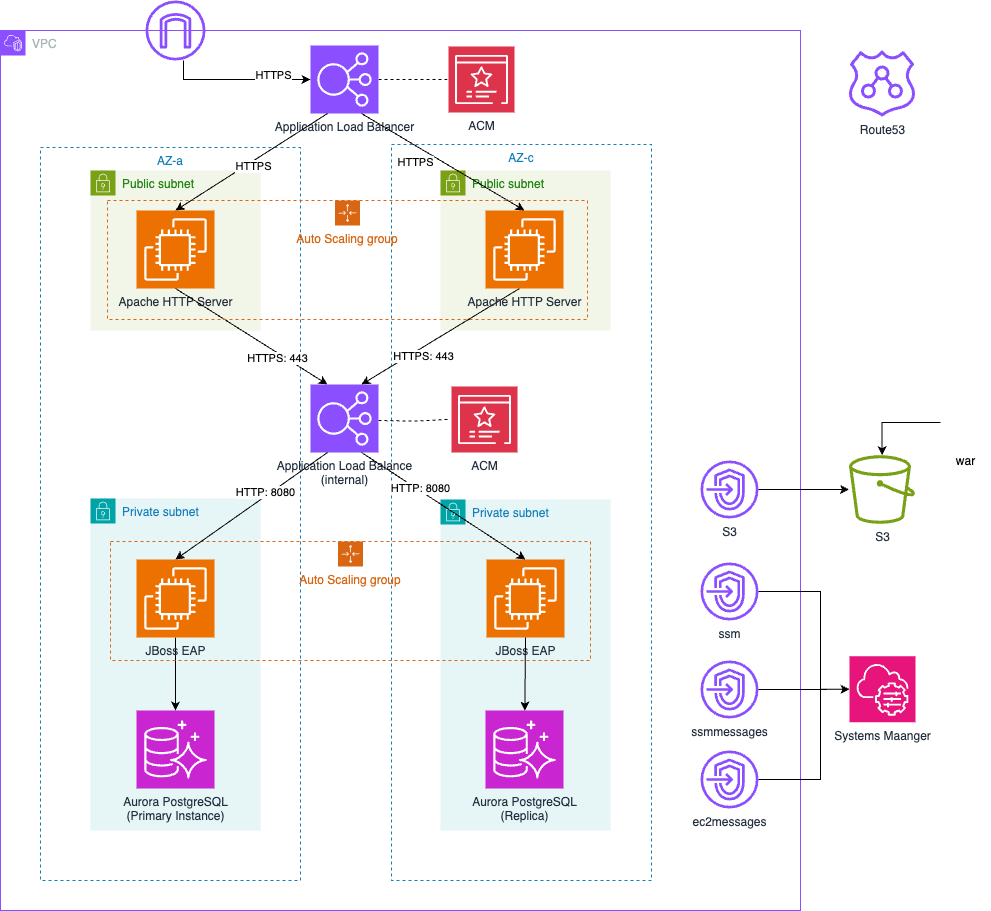 VPC
HTTPS
Application Load Balancer
ACM
Route53
AZ-a
AZ-c
HTTPS
HTTPS
Public subnet
Public subnet
Auto Scaling group
Apache HTTP Server
Apache HTTP Server
HTTPS: 443
HTTPS: 443
Application Load Balance
(internal)
ACM
war
HTTP: 8080
HTTP: 8080
Private subnet
Private subnet
S3
S3
Auto Scaling group
JBoss EAP
JBoss EAP
ssm
ssmmessages
Systems Maanger
Aurora PostgreSQL
(Primary Instance)
Aurora PostgreSQL
(Replica)
ec2messages